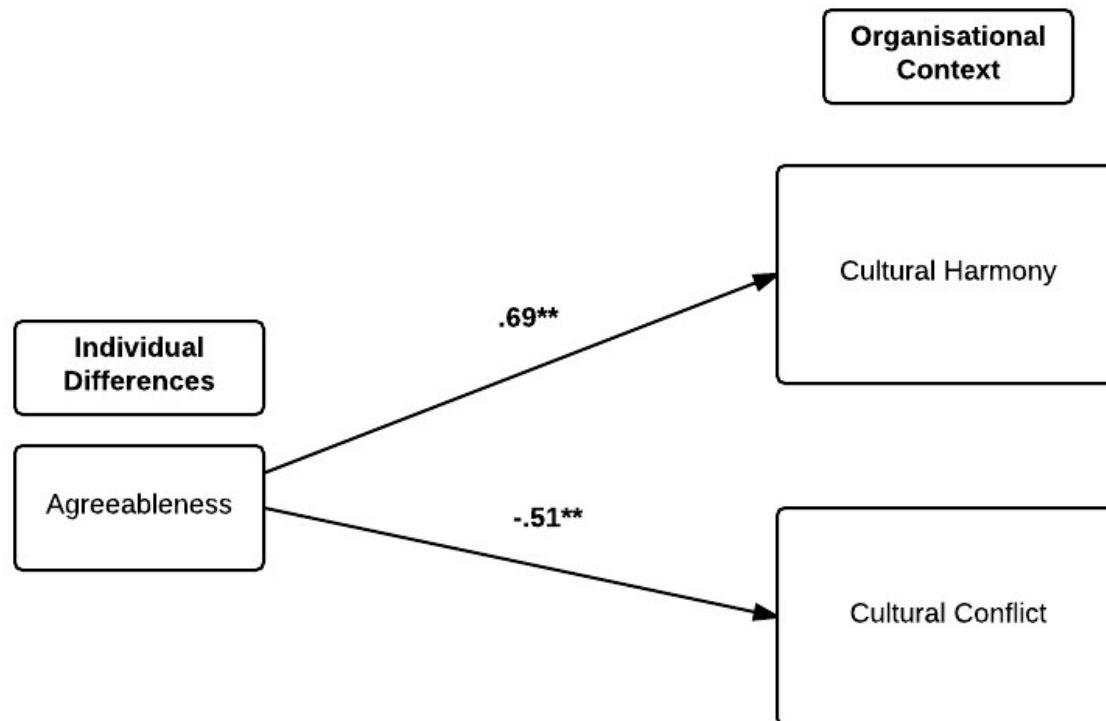 Organisational
Context
Cultural Harmony
.69**
Individual
Differences
Agreeableness
-.51**
Cultural Conflict